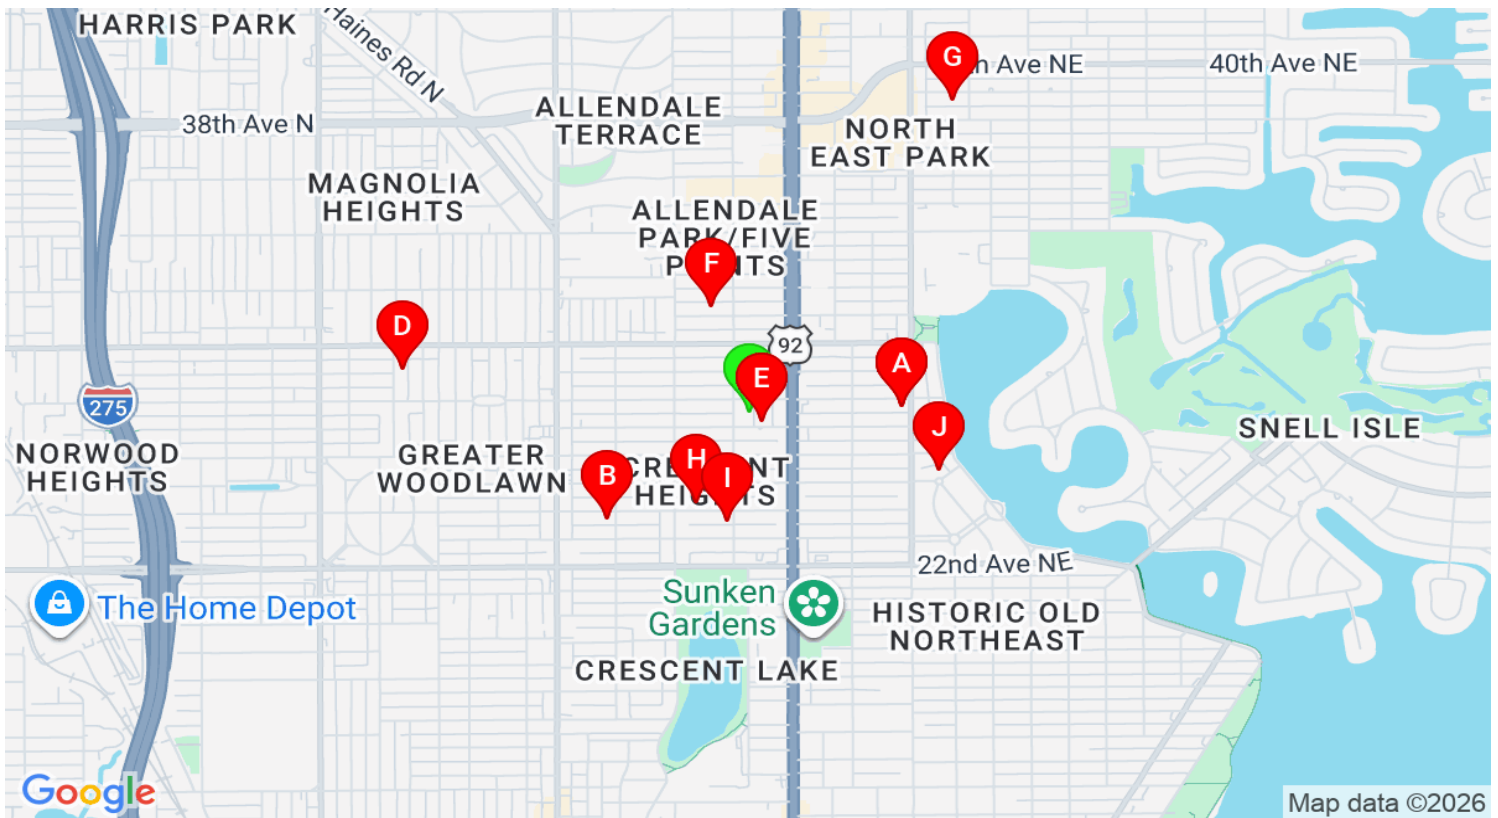 HARRIS PARK
Haines Rd N
G
40th Ave NE
38th Ave N
ALLENDALE
TERRACE
NORTH
EAST PARK
MAGNOLIA
HEIGHTS
ALLENDALE
PARK/FIVE
F
D
92
A
E
275
J
SNELL ISLE
NORWOOD
HEIGHTS
GREATER
WOODLAWN
B
H
I
22nd Ave NE
The Home Depot
Sunken
Gardens
HISTORIC OLD
NORTHEAST
CRESCENT LAKE
Google
Map data ©2026